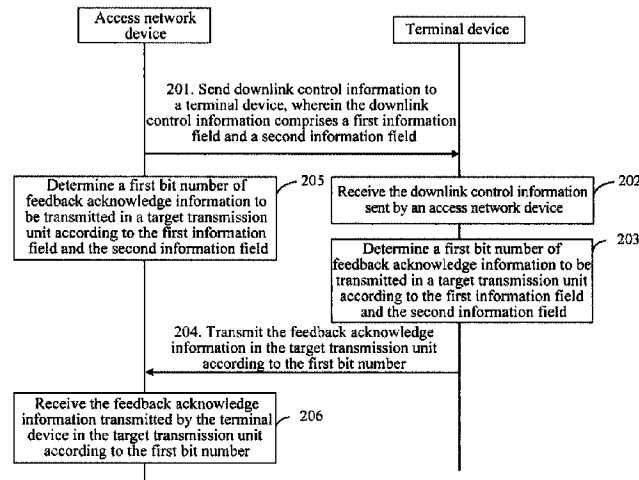 Access network
device
Terminal device
201. Send downlink control information to
a terminal device, wherein the downlink
control information comprises a first information
field and a second information field
Determine a first bit number of
feedback acknowledge information to
be transmitted in a target transmission
unit according to the first information
field and the second information field
205
Receive the downlink control information
sent by an access network device
202
Determine a first bit number of
feedback acknowledge information to be
transmitted in a target transmission unit
according to the first information field
and the second information field
203
204. Transmit the feedback acknowledge
information in the target transmission unit
according to the first bit number
Receive the feedback acknowledge
information transmitted by the terminal
device in the target transmission unit
according to the first bit number
206